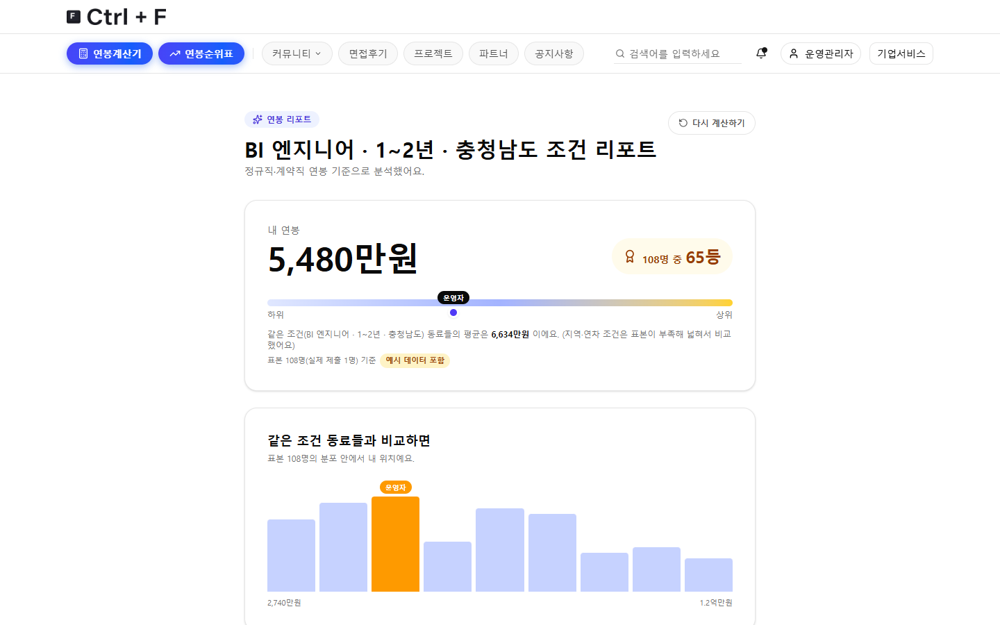 F Ctrl + F
연봉계산기
연봉순위표
커뮤니티
면접후기
프로젝트
파트너
공지사항
검색어를 입력하세요
운영관리자
기업서비스
연봉 리포트
다시 계산하기
BI 엔지니어 · 1~2년 · 충청남도 조건 리포트
정규직·계약직 연봉 기준으로 분석했어요.
내 연봉
5,480만원
108명 중 65등
운영자
하위
상위
같은 조건(BI 엔지니어 · 1~2년 · 충청남도) 동료들의 평균은 6,634만원 이에요. (지역·연차 조건은 표본이 부족해 넓혀서 비교
했어요)
표본 108명(실제 제출 1명) 기준 예시 데이터 포함
같은 조건 동료들과 비교하면
표본 108명의 분포 안에서 내 위치예요.
운영자
2,740만원
1.2억만원